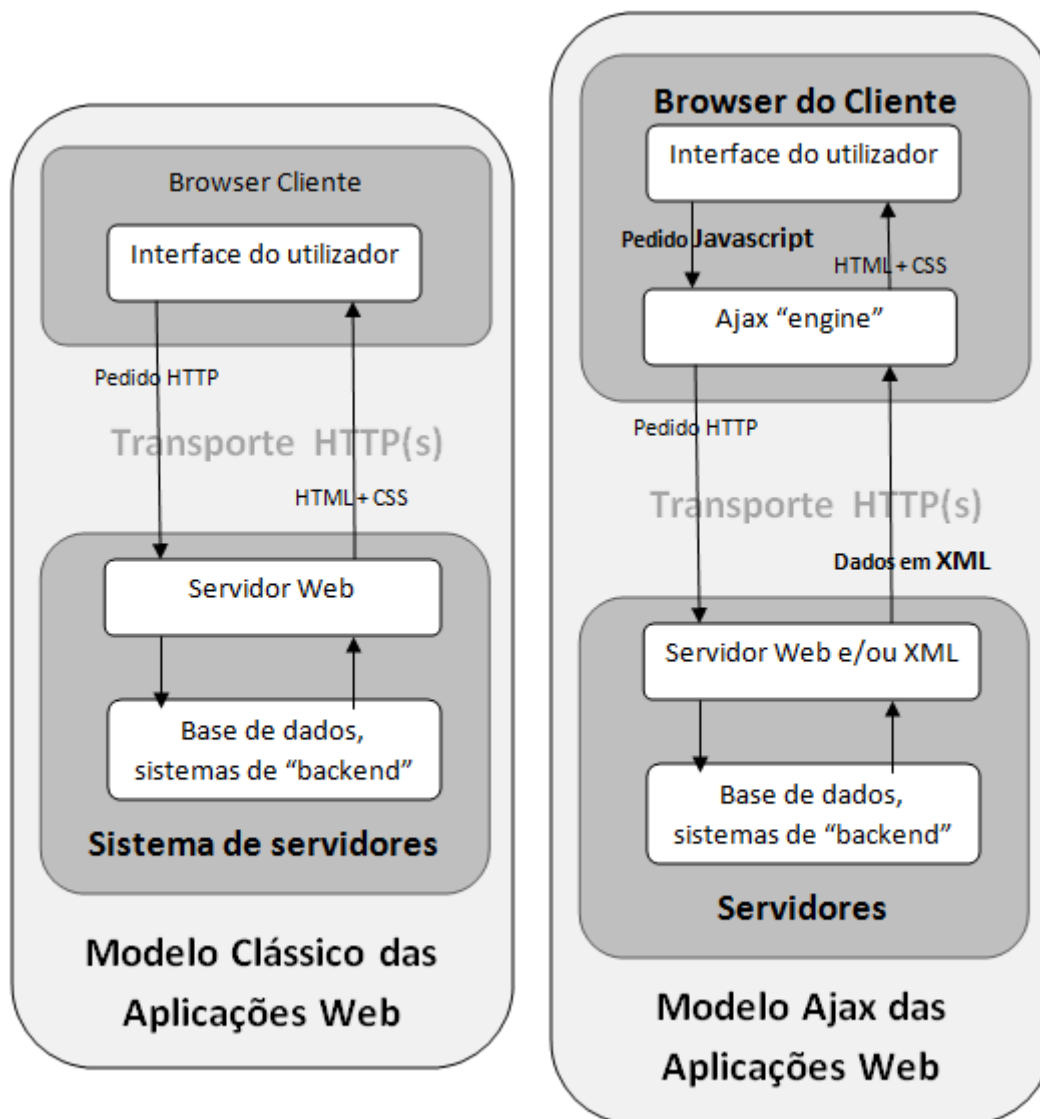 Browser Cliente
Interface do utilizador
Pedido HTTP
Transporte HTTP(s)
HTML + CSS
Servidor Web
Base de dados,
sistemas de “backend”
Sistema de servidores
Modelo Clássico das
Aplicações Web
Browser do Cliente
Interface do utilizador
Pedido Javascript
HTML + CSS
Ajax “engine”
Pedido HTTP
Transporte HTTP(s)
Dados em XML
Servidor Web e/ou XML
Base de dados,
sistemas de “backend”
Servidores
Modelo Ajax das
Aplicações Web